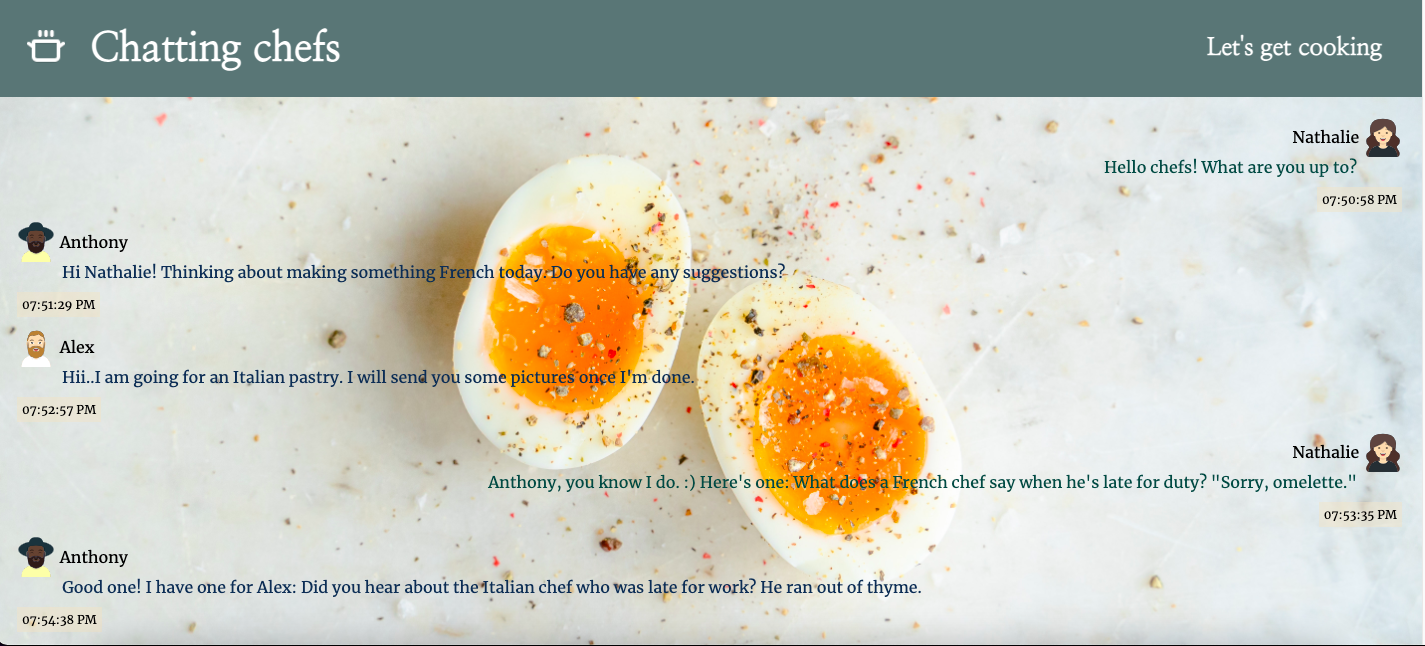 Chatting chefs
Let's get cooking
Nathalie
Hello chefs! What are you up to?
07:50:58 PM
Anthony
Hi Nathalie! Thinking about making something French today. Do you have any suggestions?
07:51:29 PM
Alex
Hii..I am going for an Italian pastry. I will send you some pictures once I'm done.
07:52:57 PM
Nathalie
Anthony, you know I do. :) Here's one: What does a French chef say when he's late for duty? "Sorry, omelette."
07:53:35 PM
Anthony
Good one! I have one for Alex: Did you hear about the Italian chef who was late for work? He ran out of thyme.
07:54:38 PM